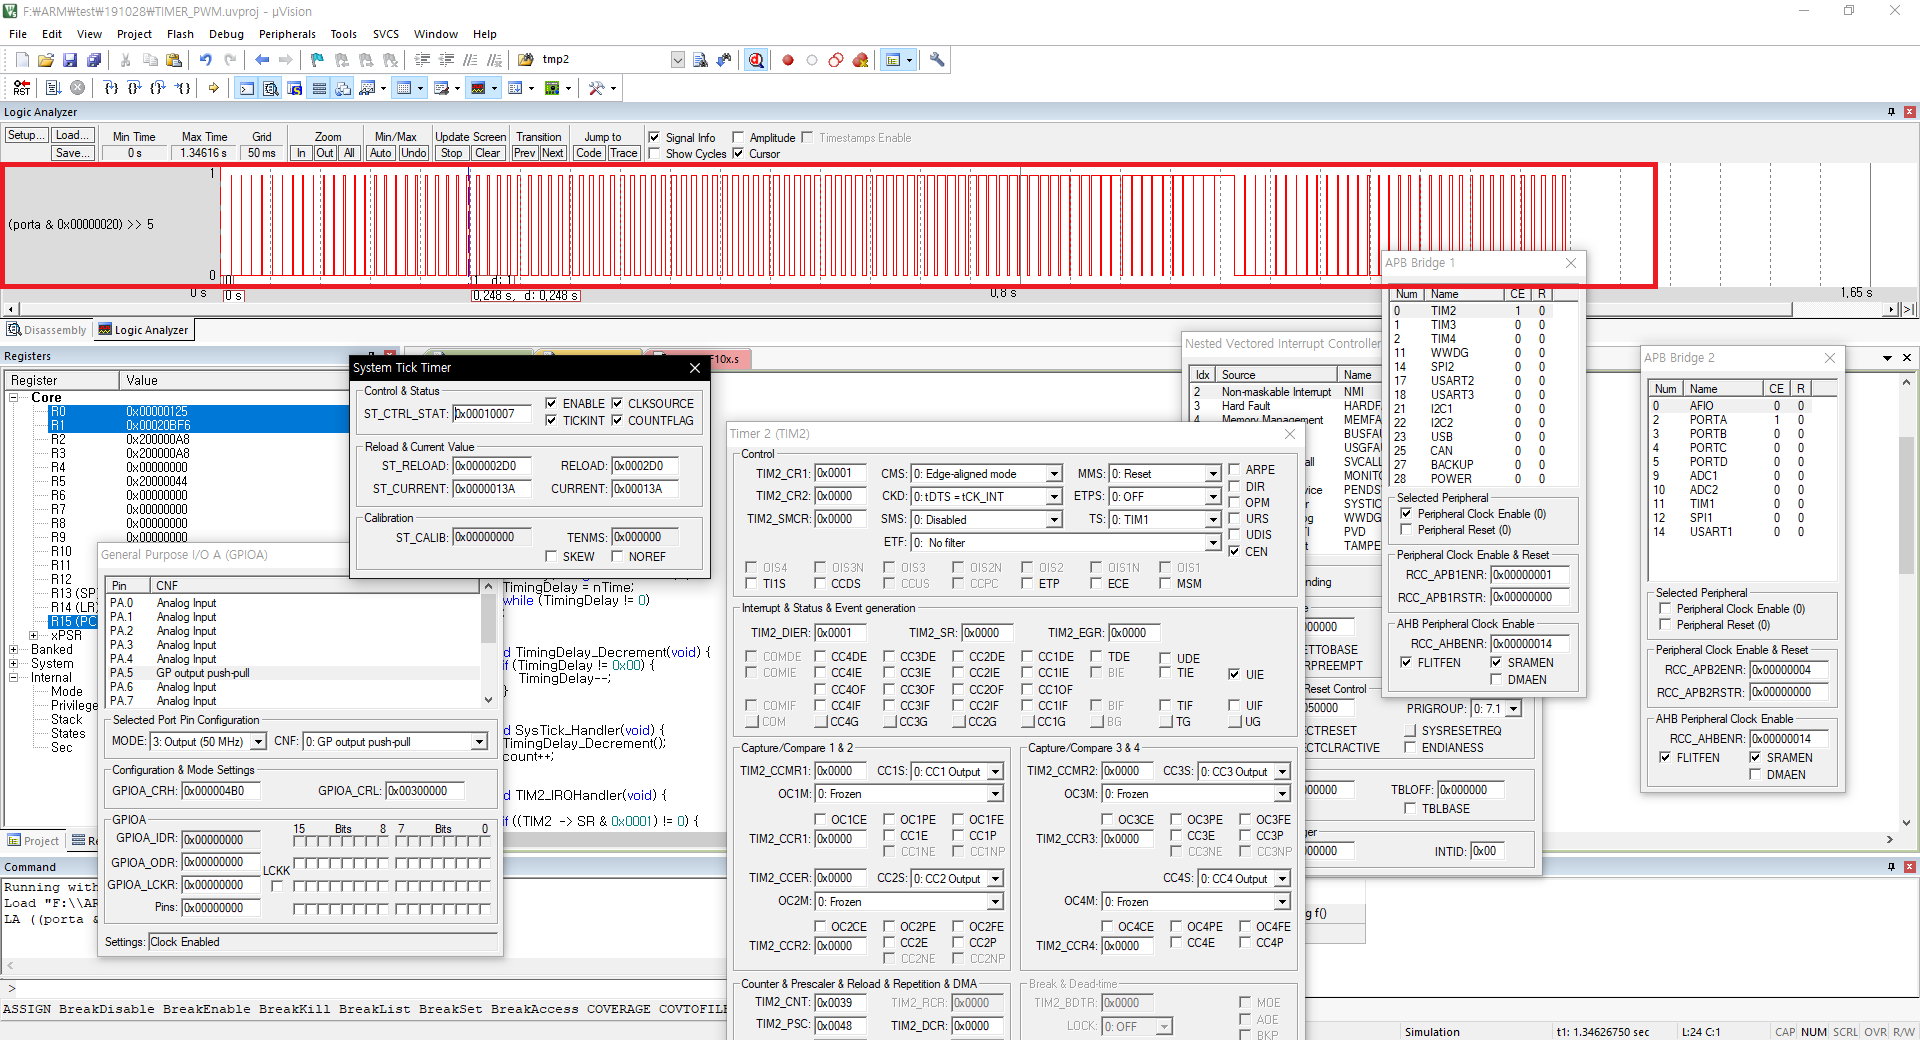 F:₩ARM₩test₩191028₩TIMER_PWM.uvproj - µVision
File Edit View Project Flash Debug Peripherals Tools SVCS Window Help
tmp2
Logic Analyzer
Setup... Load... Save...
Min Time Max Time Grid Zoom Min/Max Update Screen Transition Jump to
0 s 1.34616 s 50 ms In Out All Auto Undo Stop Clear Prev Next Code Trace
Signal Info Amplitude Timestamps Enable
Show Cycles Cursor
1
(porta & 0x00000020) >> 5
0
0 s 0 s 0,248 s, d: 0,248 s 0,8 s 1,65 s
Disassembly Logic Analyzer
Registers
Register Value
Core
R0 0x00000125
R1 0x00020BF6
R2 0x200000A8
R3 0x200000A8
R4 0x00000000
R5 0x20000044
R6 0x00000000
R7 0x00000000
R8 0x00000000
R9 0x00000000
R10
R11
R12
R13 (SP)
R14 (LR)
R15 (PC
xPSR
Banked
System
Internal
Mode
Privilege
Stack
States
Sec
Project
F10x.s
System Tick Timer
Control & Status
ST_CTRL_STAT: 0x00010007 ENABLE CLKSOURCE
TICKINT COUNTFLAG
Reload & Current Value
ST_RELOAD: 0x000002D0 RELOAD: 0x0002D0
ST_CURRENT: 0x0000013A CURRENT: 0x00013A
Calibration
ST_CALIB: 0x00000000 TENMS: 0x000000
SKEW NOREF
General Purpose I/O A (GPIOA)
Pin CNF
PA.0 Analog Input
PA.1 Analog Input
PA.2 Analog Input
PA.3 Analog Input
PA.4 Analog Input
PA.5 GP output push-pull
PA.6 Analog Input
PA.7 Analog Input
Selected Port Pin Configuration
MODE: 3: Output (50 MHz) CNF: 0: GP output push-pull
Configuration & Mode Settings
GPIOA_CRH: 0x000004B0 GPIOA_CRL: 0x00300000
GPIOA
15 Bits 8 7 Bits 0
GPIOA_IDR: 0x00000000
GPIOA_ODR: 0x00000000
LCKK
GPIOA_LCKR: 0x00000000
Pins: 0x00000000
Settings: Clock Enabled
TimingDelay = nTime;
while (TimingDelay != 0)
d TimingDelay_Decrement(void) {
if (TimingDelay != 0x00) {
TimingDelay--;
}
d SysTick_Handler(void) {
TimingDelay_Decrement();
count++;
d TIM2_IRQHandler(void) {
if ((TIM2 -> SR & 0x0001) != 0) {
Timer 2 (TIM2)
Control
TIM2_CR1: 0x0001 CMS: 0: Edge-aligned mode MMS: 0: Reset ARPE
DIR
TIM2_CR2: 0x0000 CKD: 0: tDTS = tCK_INT ETPS: 0: OFF OPM
TIM2_SMCR: 0x0000 SMS: 0: Disabled TS: 0: TIM1 URS
UDIS
ETF: 0: No filter CEN
OIS4 OIS3N OIS3 OIS2N OIS2 OIS1N OIS1
TI1S CCDS CCUS CCPC ETP ECE MSM
Interrupt & Status & Event generation
TIM2_DIER: 0x0001 TIM2_SR: 0x0000 TIM2_EGR: 0x0000
COMDE CC4DE CC3DE CC2DE CC1DE TDE UDE
COMIE CC4IE CC3IE CC2IE CC1IE BIE TIE UIE
CC4OF CC3OF CC2OF CC1OF
COMIF CC4IF CC3IF CC2IF CC1IF BIF TIF UIF
COM CC4G CC3G CC2G CC1G BG TG UG
Capture/Compare 1 & 2
TIM2_CCMR1: 0x0000 CC1S: 0: CC1 Output
OC1M: 0: Frozen
OC1CE OC1PE OC1FE
TIM2_CCR1: 0x0000 CC1E CC1P
CC1NE CC1NP
TIM2_CCER: 0x0000 CC2S: 0: CC2 Output
OC2M: 0: Frozen
OC2CE OC2PE OC2FE
TIM2_CCR2: 0x0000 CC2E CC2P
CC2NE CC2NP
Capture/Compare 3 & 4
TIM2_CCMR2: 0x0000 CC3S: 0: CC3 Output
OC3M: 0: Frozen
OC3CE OC3PE OC3FE
TIM2_CCR3: 0x0000 CC3E CC3P
CC3NE CC3NP
CC4S: 0: CC4 Output
OC4M: 0: Frozen
OC4CE OC4PE OC4FE
TIM2_CCR4: 0x0000 CC4E CC4P
Counter & Prescaler & Reload & Repetition & DMA
TIM2_CNT: 0x0039 TIM2_RCR: 0x0000
TIM2_PSC: 0x0048 TIM2_DCR: 0x0000
Break & Dead-time
TIM2_BDTR: 0x0000 MOE
AOE
LOCK: 0: OFF BKP
Nested Vectored Interrupt Controller
Idx Source Name
2 Non-maskable Interrupt NMI
3 Hard Fault HARDF
4 Memory Management MEMFA
BUSFAU
USGFAU
all SVCALL
MONITO
vice PENDS
SYSTIC
log WWDG
PVD
TAMPE
nding
000000
ETTOBASE
RPREEMPT
Reset Control
050000 PRIGROUP: 0: 7.1
CTRESET SYSRESETREQ
ECTCLRACTIVE ENDIANESS
000000 TBLOFF: 0x000000
TBLBASE
ger
000000 INTID: 0x00
g f()
APB Bridge 1
Num Name CE R
0 TIM2 1 0
1 TIM3 0 0
2 TIM4 0 0
11 WWDG 0 0
14 SPI2 0 0
17 USART2 0 0
18 USART3 0 0
21 I2C1 0 0
22 I2C2 0 0
23 USB 0 0
25 CAN 0 0
27 BACKUP 0 0
28 POWER 0 0
Selected Peripheral
Peripheral Clock Enable (0)
Peripheral Reset (0)
Peripheral Clock Enable & Reset
RCC_APB1ENR: 0x00000001
RCC_APB1RSTR: 0x00000000
AHB Peripheral Clock Enable
RCC_AHBENR: 0x00000014
FLITFEN SRAMEN
DMAEN
APB Bridge 2
Num Name CE R
0 AFIO 0 0
2 PORTA 1 0
3 PORTB 0 0
4 PORTC 0 0
5 PORTD 0 0
9 ADC1 0 0
10 ADC2 0 0
11 TIM1 0 0
12 SPI1 0 0
14 USART1 0 0
Selected Peripheral
Peripheral Clock Enable (0)
Peripheral Reset (0)
Peripheral Clock Enable & Reset
RCC_APB2ENR: 0x00000004
RCC_APB2RSTR: 0x00000000
AHB Peripheral Clock Enable
RCC_AHBENR: 0x00000014
FLITFEN SRAMEN
DMAEN
Command
Running with
Load "F:\\AR
LA ((porta &
>
ASSIGN BreakDisable BreakEnable BreakKill BreakList BreakSet BreakAccess COVERAGE COVTOFILE
Simulation t1: 1.34626750 sec L:24 C:1 CAP NUM SCRL OVR R/W